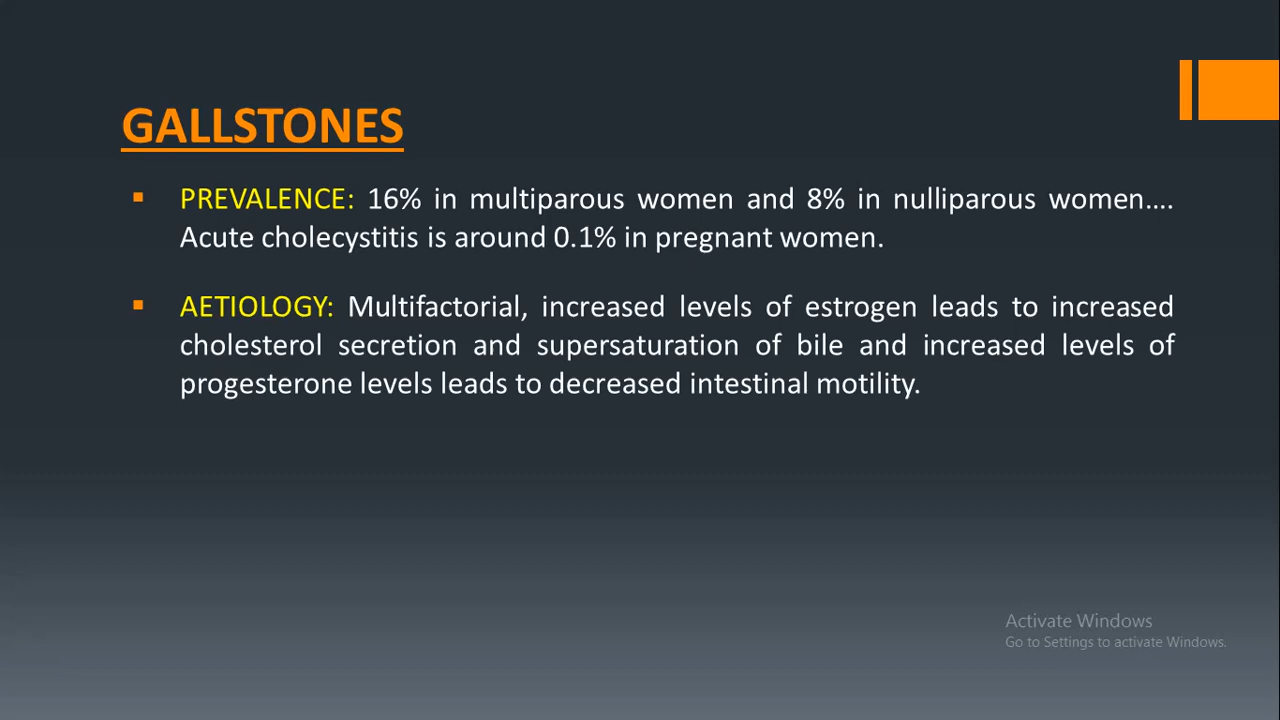 GALLSTONES
▪ PREVALENCE: 16% in multiparous women and 8% in nulliparous women....
Acute cholecystitis is around 0.1% in pregnant women.
▪ AETIOLOGY: Multifactorial, increased levels of estrogen leads to increased
cholesterol secretion and supersaturation of bile and increased levels of
progesterone levels leads to decreased intestinal motility.
Activate Windows
Go to Settings to activate Windows.